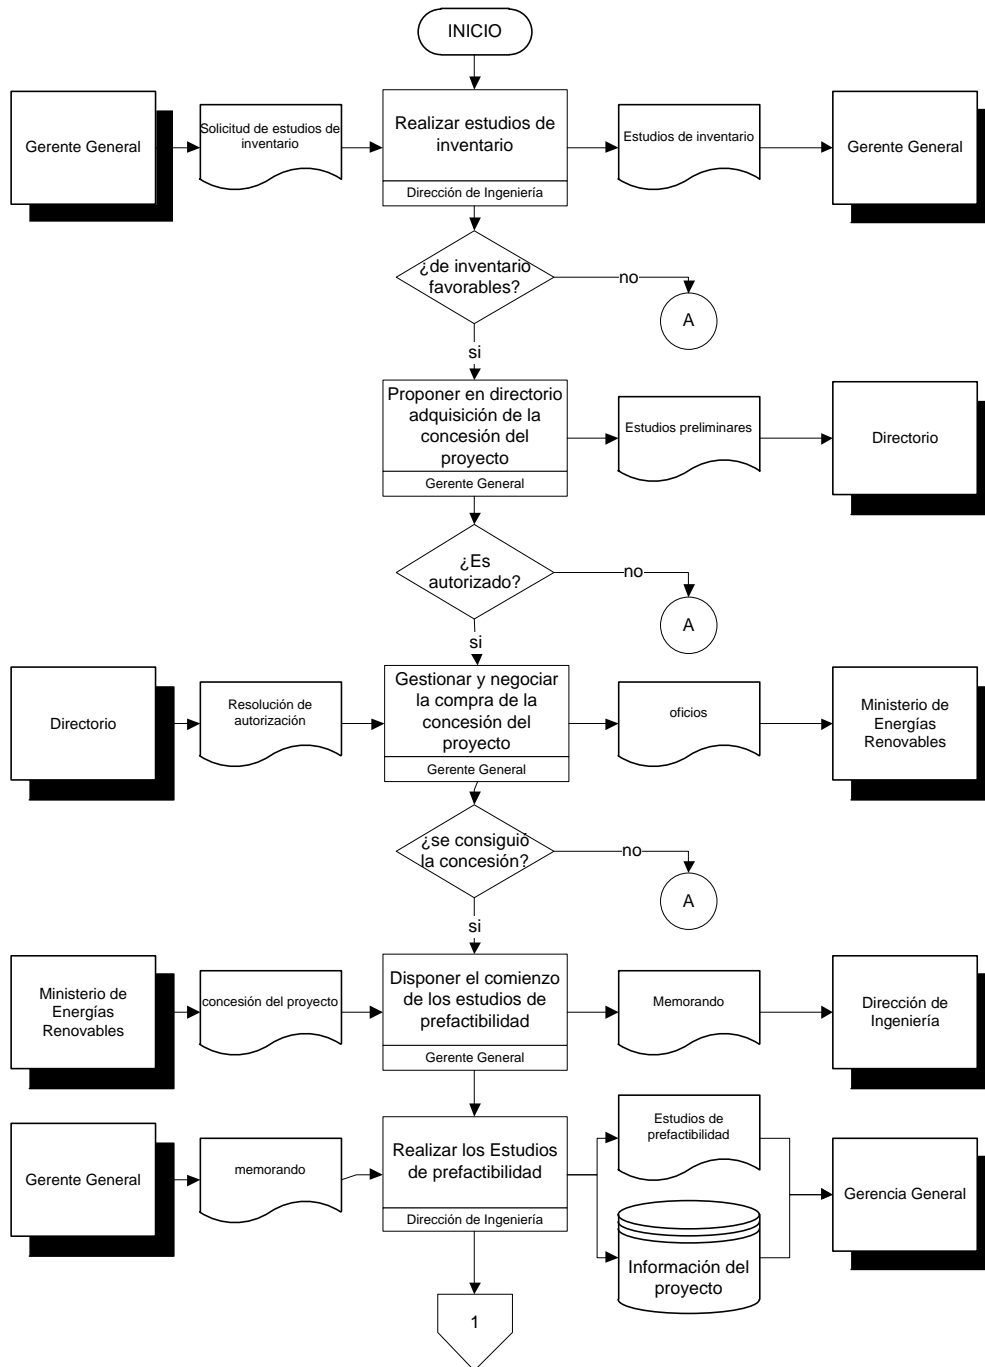 INICIO
Gerente General
Solicitud de estudios de
inventario
Realizar estudios de
inventario
Dirección de Ingeniería
Estudios de inventario
Gerente General
¿de inventario
favorables?
no
A
si
Proponer en directorio
adquisición de la
concesión del
proyecto
Gerente General
Estudios preliminares
Directorio
¿Es
autorizado?
no
A
si
Directorio
Resolución de
autorización
Gestionar y negociar
la compra de la
concesión del
proyecto
Gerente General
oficios
Ministerio de
Energías
Renovables
¿se consiguió
la concesión?
no
A
si
Ministerio de
Energías
Renovables
concesión del proyecto
Disponer el comienzo
de los estudios de
prefactibilidad
Gerente General
Memorando
Dirección de
Ingeniería
Gerente General
memorando
Realizar los Estudios
de prefactibilidad
Dirección de Ingeniería
Estudios de
prefactibilidad
Información del
proyecto
Gerencia General
1